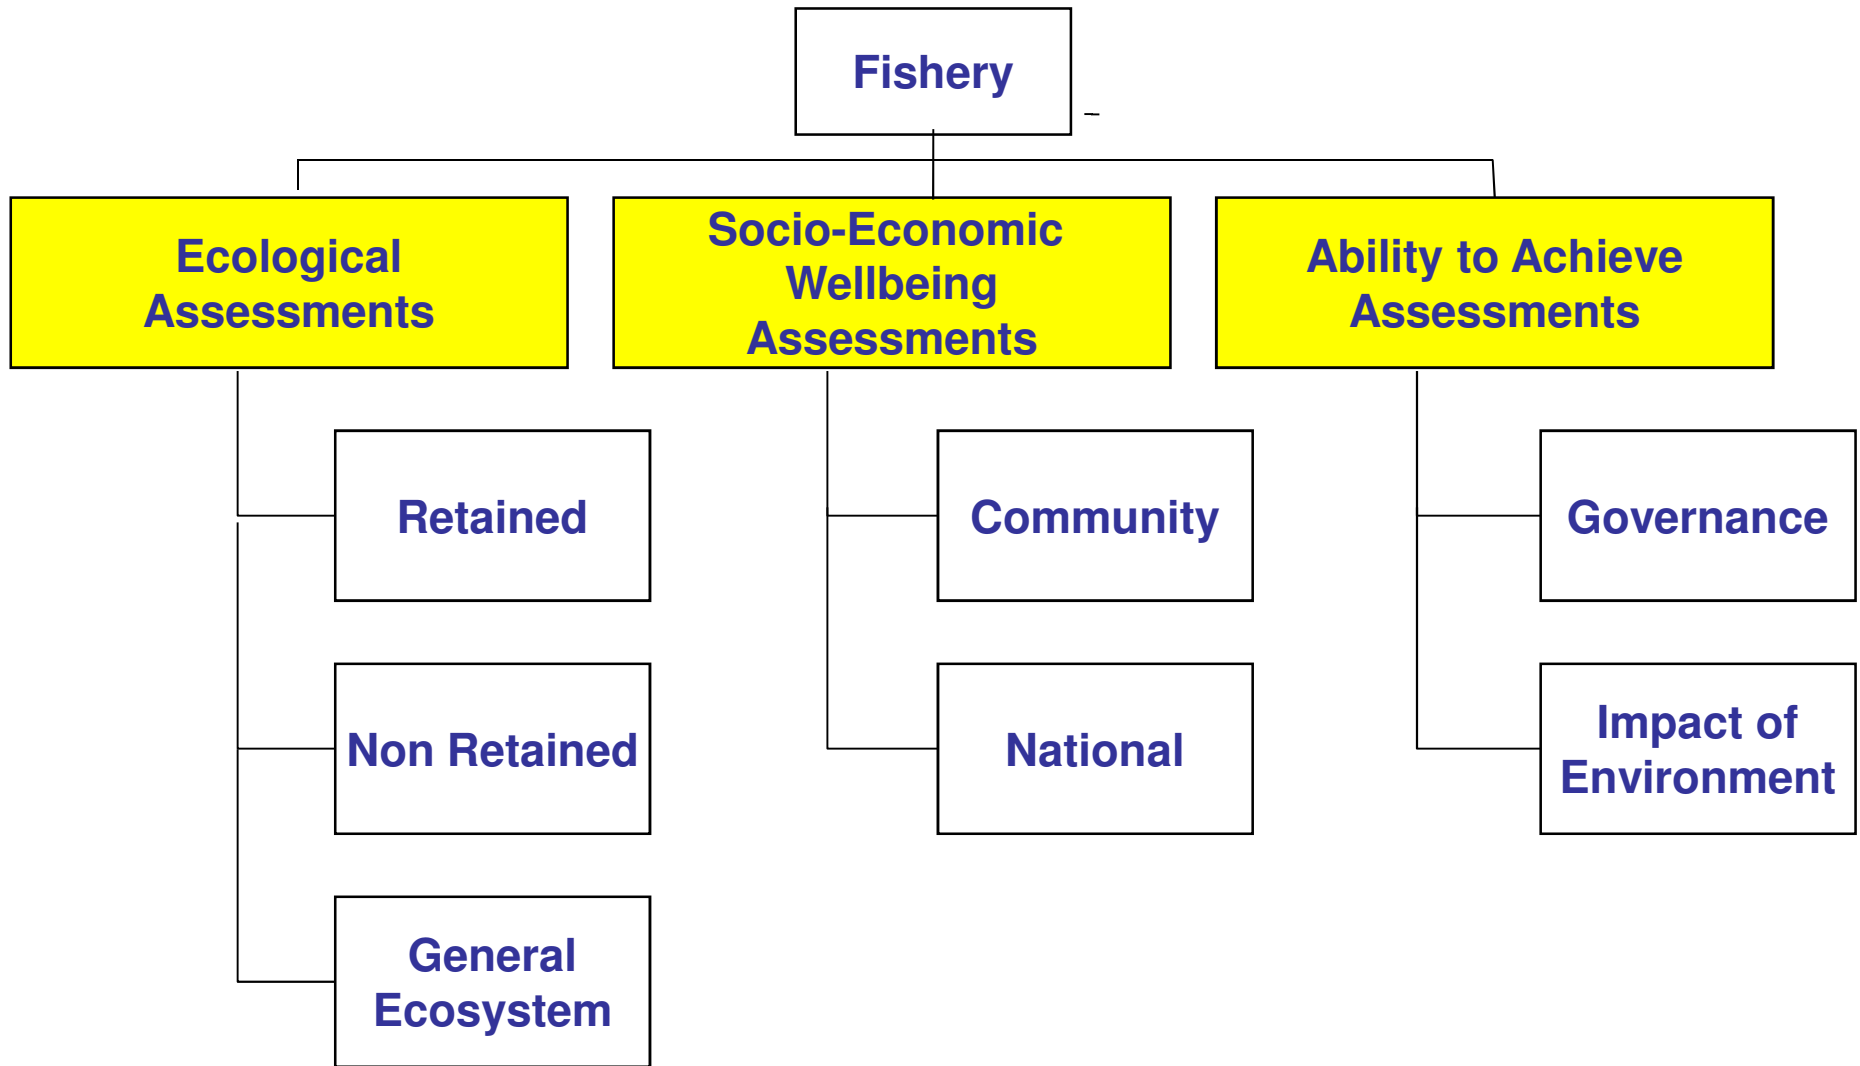 Fishery
Ecological
Assessments
Socio-Economic
Wellbeing
Assessments
Ability to Achieve
Assessments
Retained
Community
Governance
Non Retained
National
Impact of
Environment
General
Ecosystem